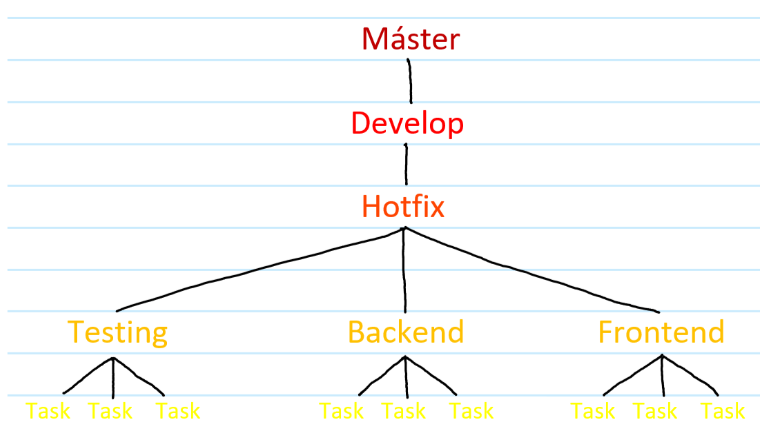 Máster
Develop
Hotfix
Testing Backend Frontend
Task Task Task Task Task Task Task Task Task